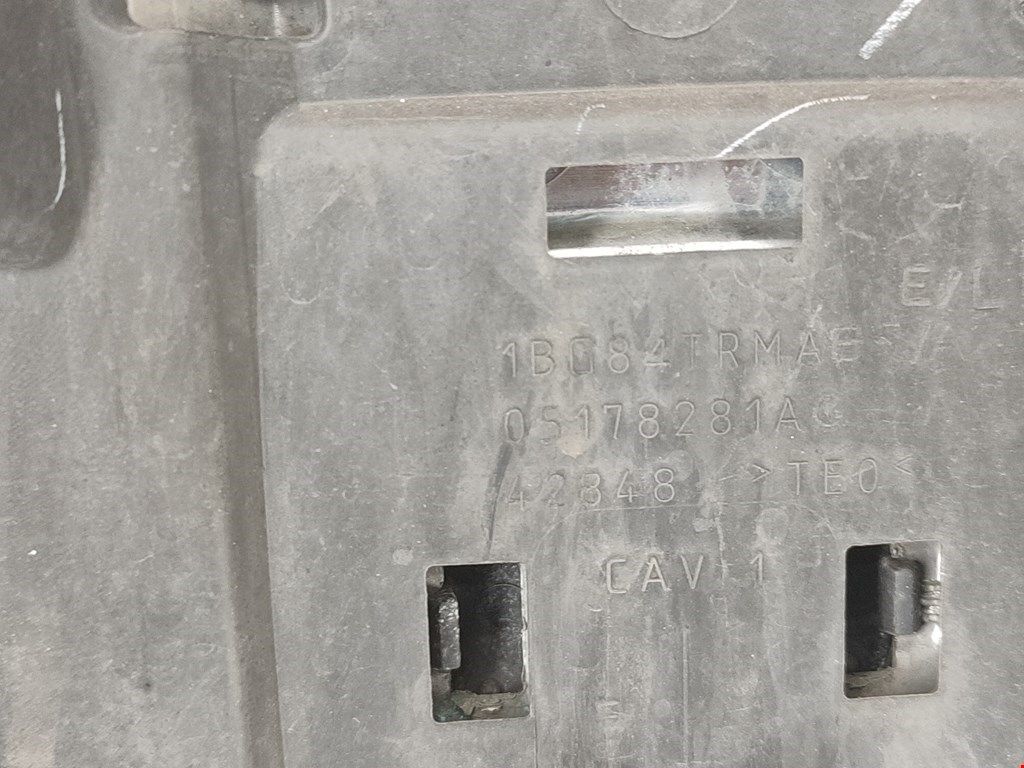 E/L
1BG84TRMAE
05178281AC
42848 >TEO<
CAV 1